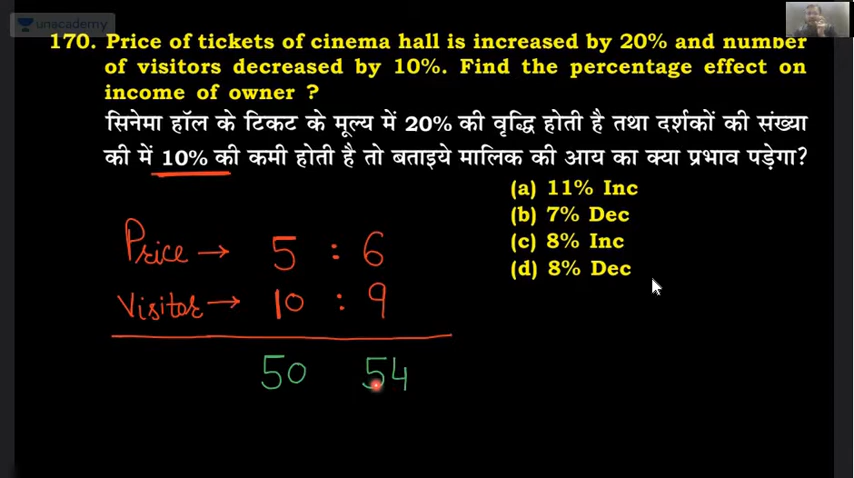 unacademy
170. Price of tickets of cinema hall is increased by 20% and number
of visitors decreased by 10%. Find the percentage effect on
income of owner ?
सिनेमा हॉल के टिकट के मूल्य में 20% की वृद्धि होती है तथा दर्शकों की संख्या
की में 10% की कमी होती है तो बताइये मालिक की आय का क्या प्रभाव पड़ेगा?
(a) 11% Inc
(b) 7% Dec
(c) 8% Inc
(d) 8% Dec
Price → 5 : 6
Visitor → 10 : 9
50 54